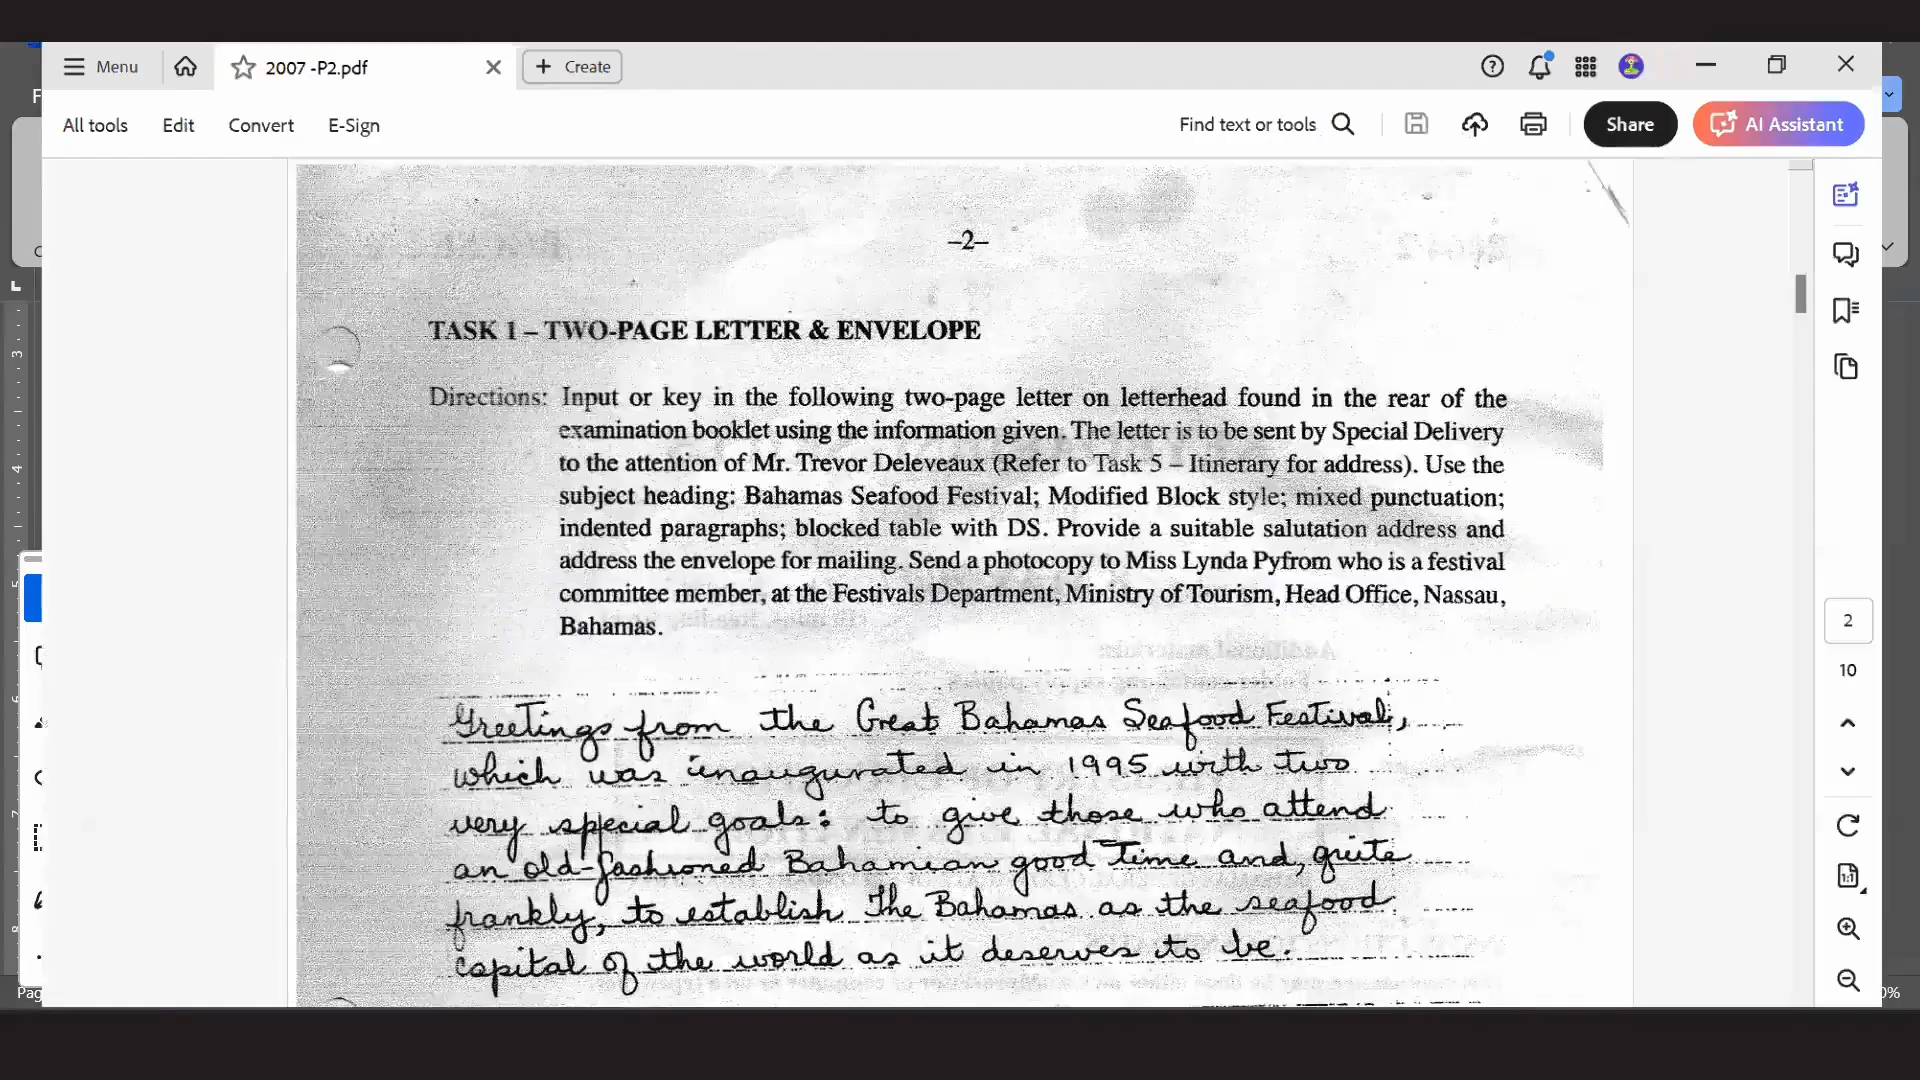 Menu
2007 -P2.pdf
Create
All tools
Edit
Convert
E-Sign
Find text or tools
Share
AI Assistant
–2–
TASK 1 – TWO-PAGE LETTER & ENVELOPE
Directions: Input or key in the following two-page letter on letterhead found in the rear of the
examination booklet using the information given. The letter is to be sent by Special Delivery
to the attention of Mr. Trevor Deleveaux (Refer to Task 5 – Itinerary for address). Use the
subject heading: Bahamas Seafood Festival; Modified Block style; mixed punctuation;
indented paragraphs; blocked table with DS. Provide a suitable salutation address and
address the envelope for mailing. Send a photocopy to Miss Lynda Pyfrom who is a festival
committee member, at the Festivals Department, Ministry of Tourism, Head Office, Nassau,
Bahamas.
Greetings from the Great Bahamas Seafood Festival,
which was inaugurated in 1995 with two
very special goals: to give those who attend
an old-fashioned Bahamian good time and, quite
frankly, to establish The Bahamas as the seafood
capital of the world as it deserves to be.
2
10
3
4
5
6
7
8
Pag
0%